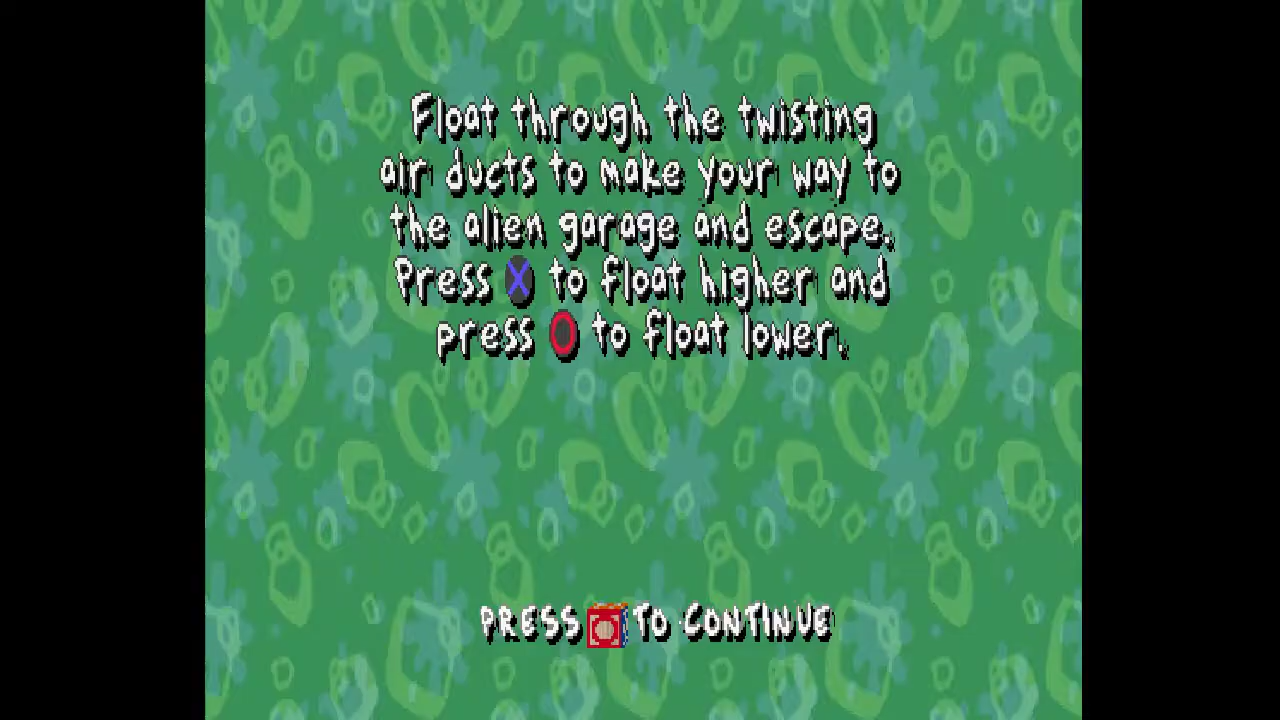 Float through the twisting
air ducts to make your way to
the alien garage and escape.
Press X to float higher and
press O to float lower.
PRESS TO CONTINUE